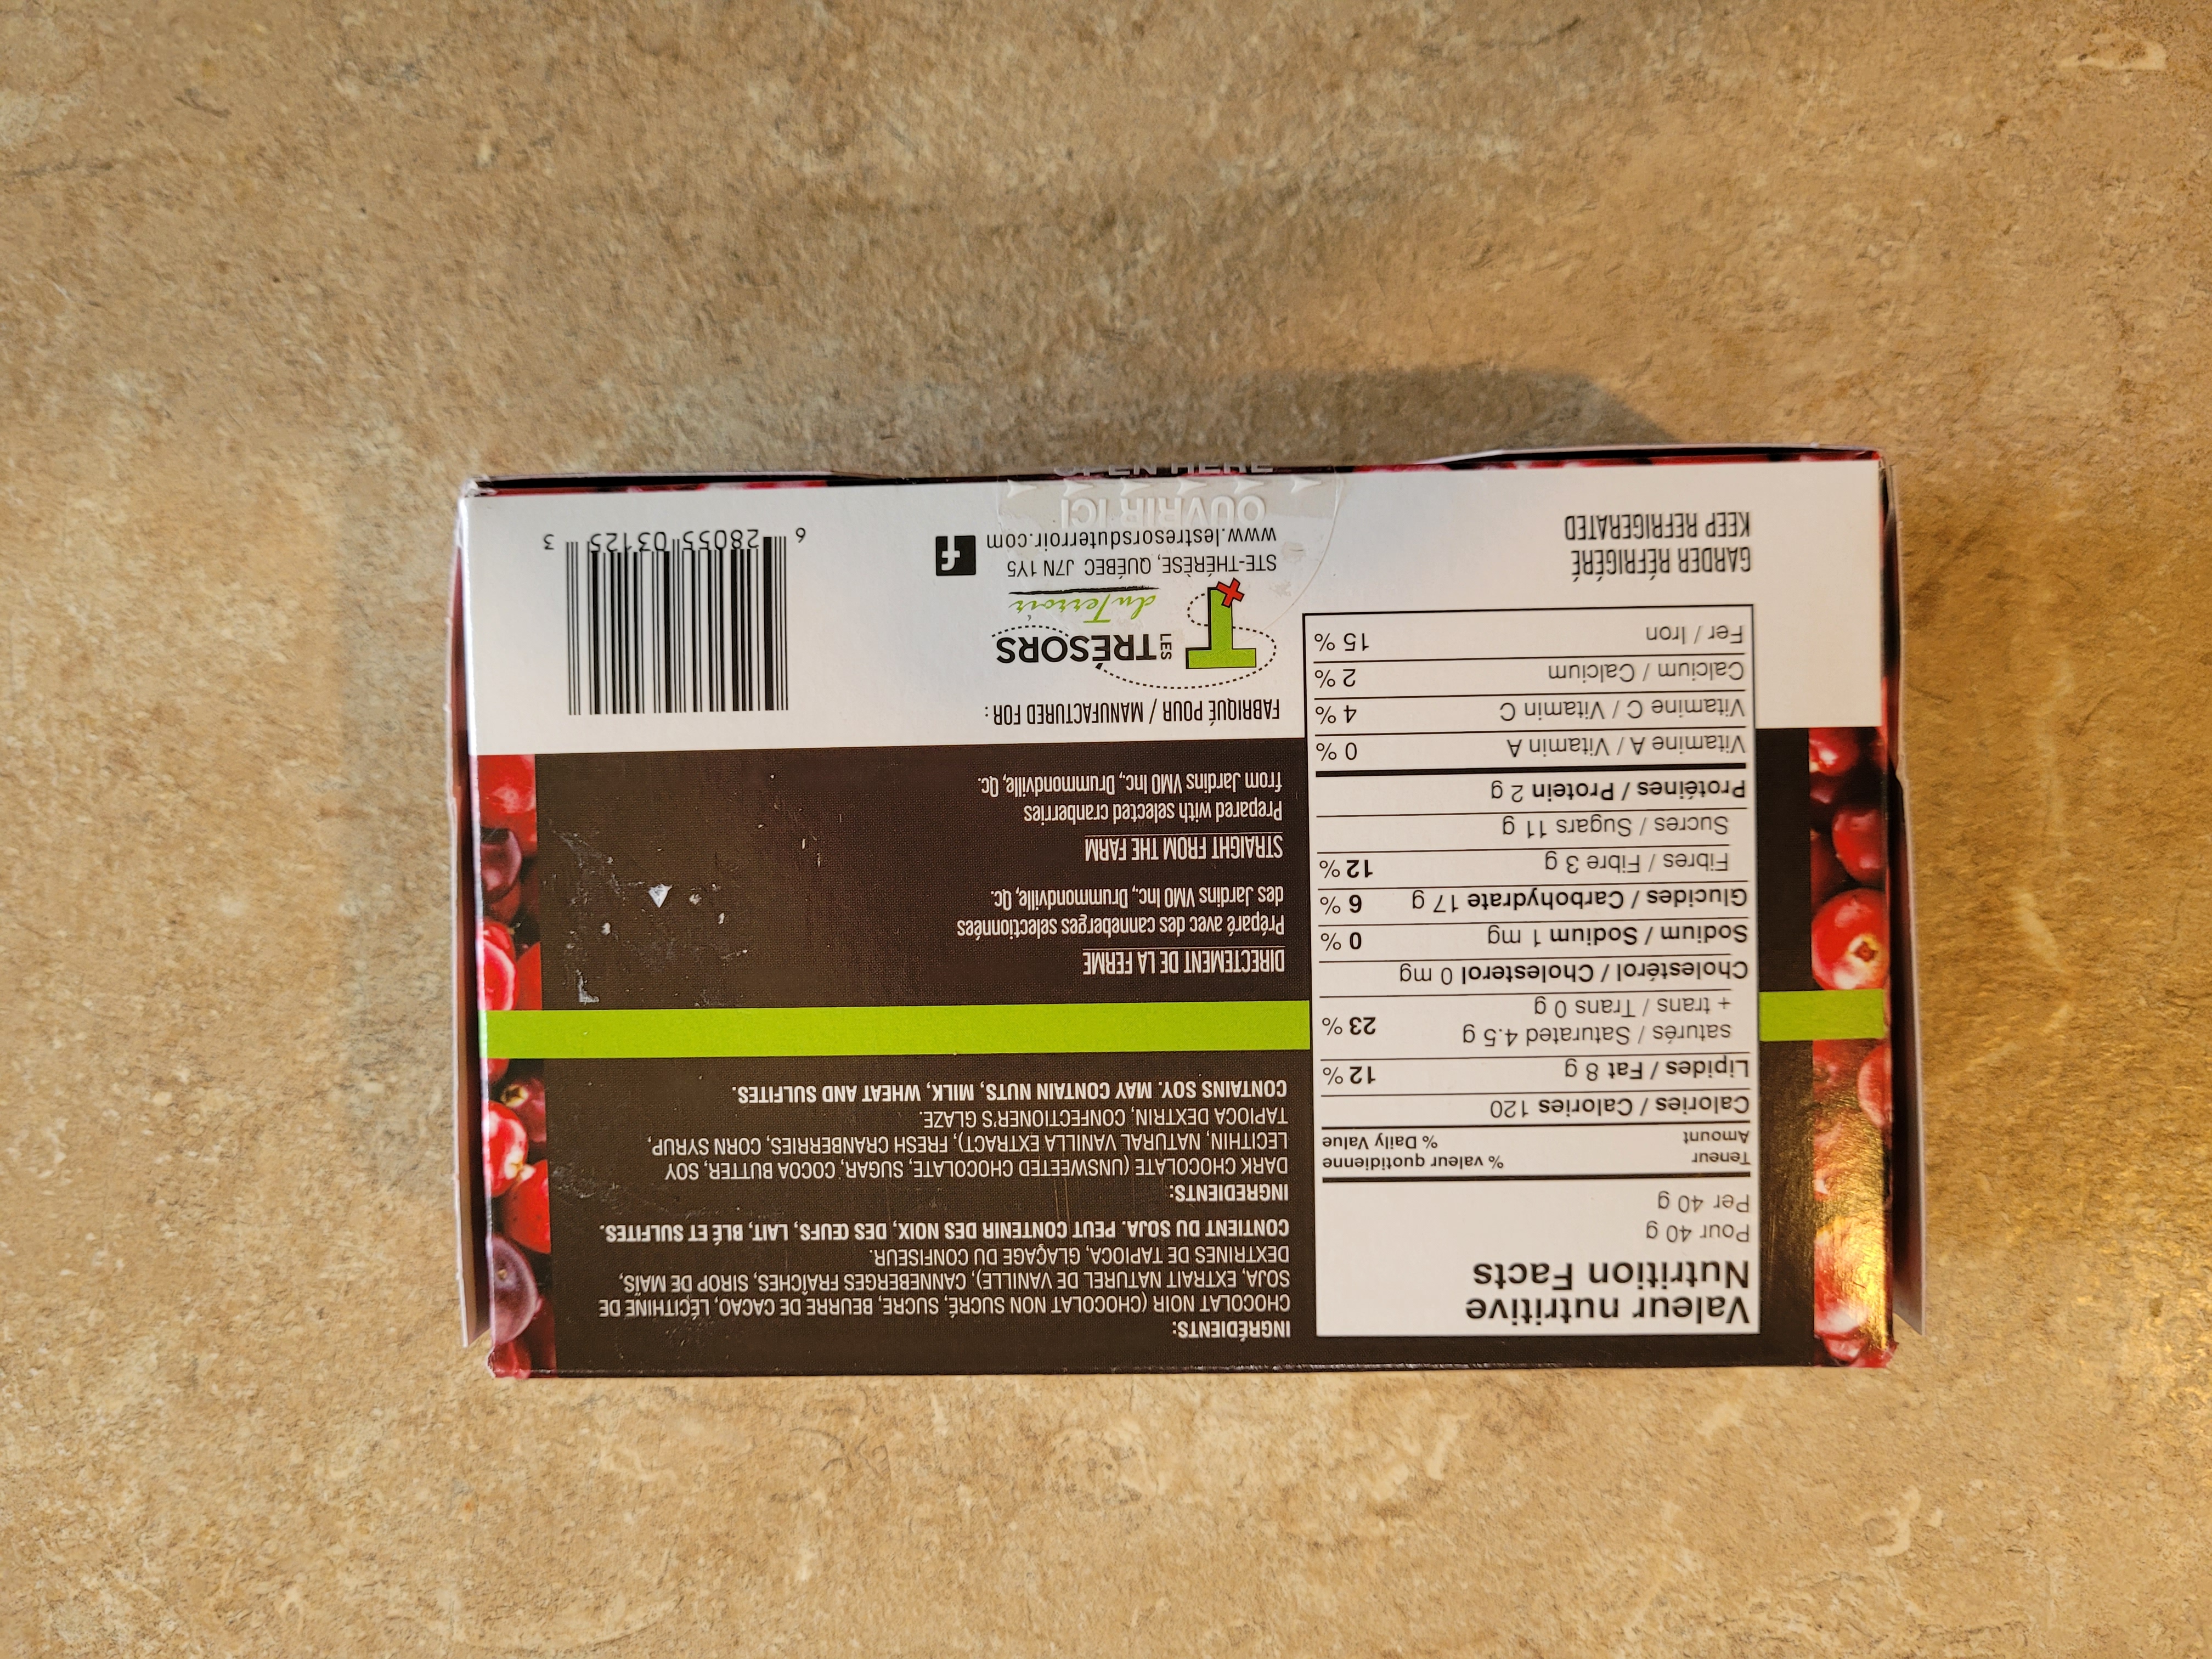 Valeur nutritive
Nutrition Facts
Pour 40 g
Per 40 g
Teneur % valeur quotidienne
Amount % Daily Value
Calories / Calories 120
Lipides / Fat 8 g 12 %
saturés / Saturated 4.5 g
+ trans / Trans 0 g 23 %
Cholestérol / Cholesterol 0 mg
Sodium / Sodium 1 mg 0 %
Glucides / Carbohydrate 17 g 6 %
Fibres / Fibre 3 g 12 %
Sucres / Sugars 11 g
Protéines / Protein 2 g
Vitamine A / Vitamin A 0 %
Vitamine C / Vitamin C 4 %
Calcium / Calcium 2 %
Fer / Iron 15 %
GARDER RÉFRIGÉRÉ
KEEP REFRIGERATED
INGRÉDIENTS:
CHOCOLAT NOIR (CHOCOLAT NON SUCRÉ, SUCRE, BEURRE DE CACAO, LÉCITHINE DE
SOJA, EXTRAIT NATUREL DE VANILLE), CANNEBERGES FRAÎCHES, SIROP DE MAÏS,
DEXTRINES DE TAPIOCA, GLAÇAGE DU CONFISEUR.
CONTIENT DU SOJA. PEUT CONTENIR DES NOIX, DES ŒUFS, LAIT, BLÉ ET SULFITES.
INGREDIENTS:
DARK CHOCOLATE (UNSWEETED CHOCOLATE, SUGAR, COCOA BUTTER, SOY
LECITHIN, NATURAL VANILLA EXTRACT), FRESH CRANBERRIES, CORN SYRUP,
TAPIOCA DEXTRIN, CONFECTIONER'S GLAZE.
CONTAINS SOY. MAY CONTAIN NUTS, MILK, WHEAT AND SULFITES.
DIRECTEMENT DE LA FERME
Préparé avec des canneberges selectionnées
des Jardins VMO Inc., Drummondville, Qc.
STRAIGHT FROM THE FARM
Prepared with selected cranberries
from Jardins VMO Inc., Drummondville, Qc.
FABRIQUÉ POUR / MANUFACTURED FOR :
T LES TRÉSORS
du Terroir
STE-THÉRÈSE, QUÉBEC J7N 1Y5
www.lestresorsduterroir.com f
OUVRIR ICI
OPEN HERE
6 28055 03125 3